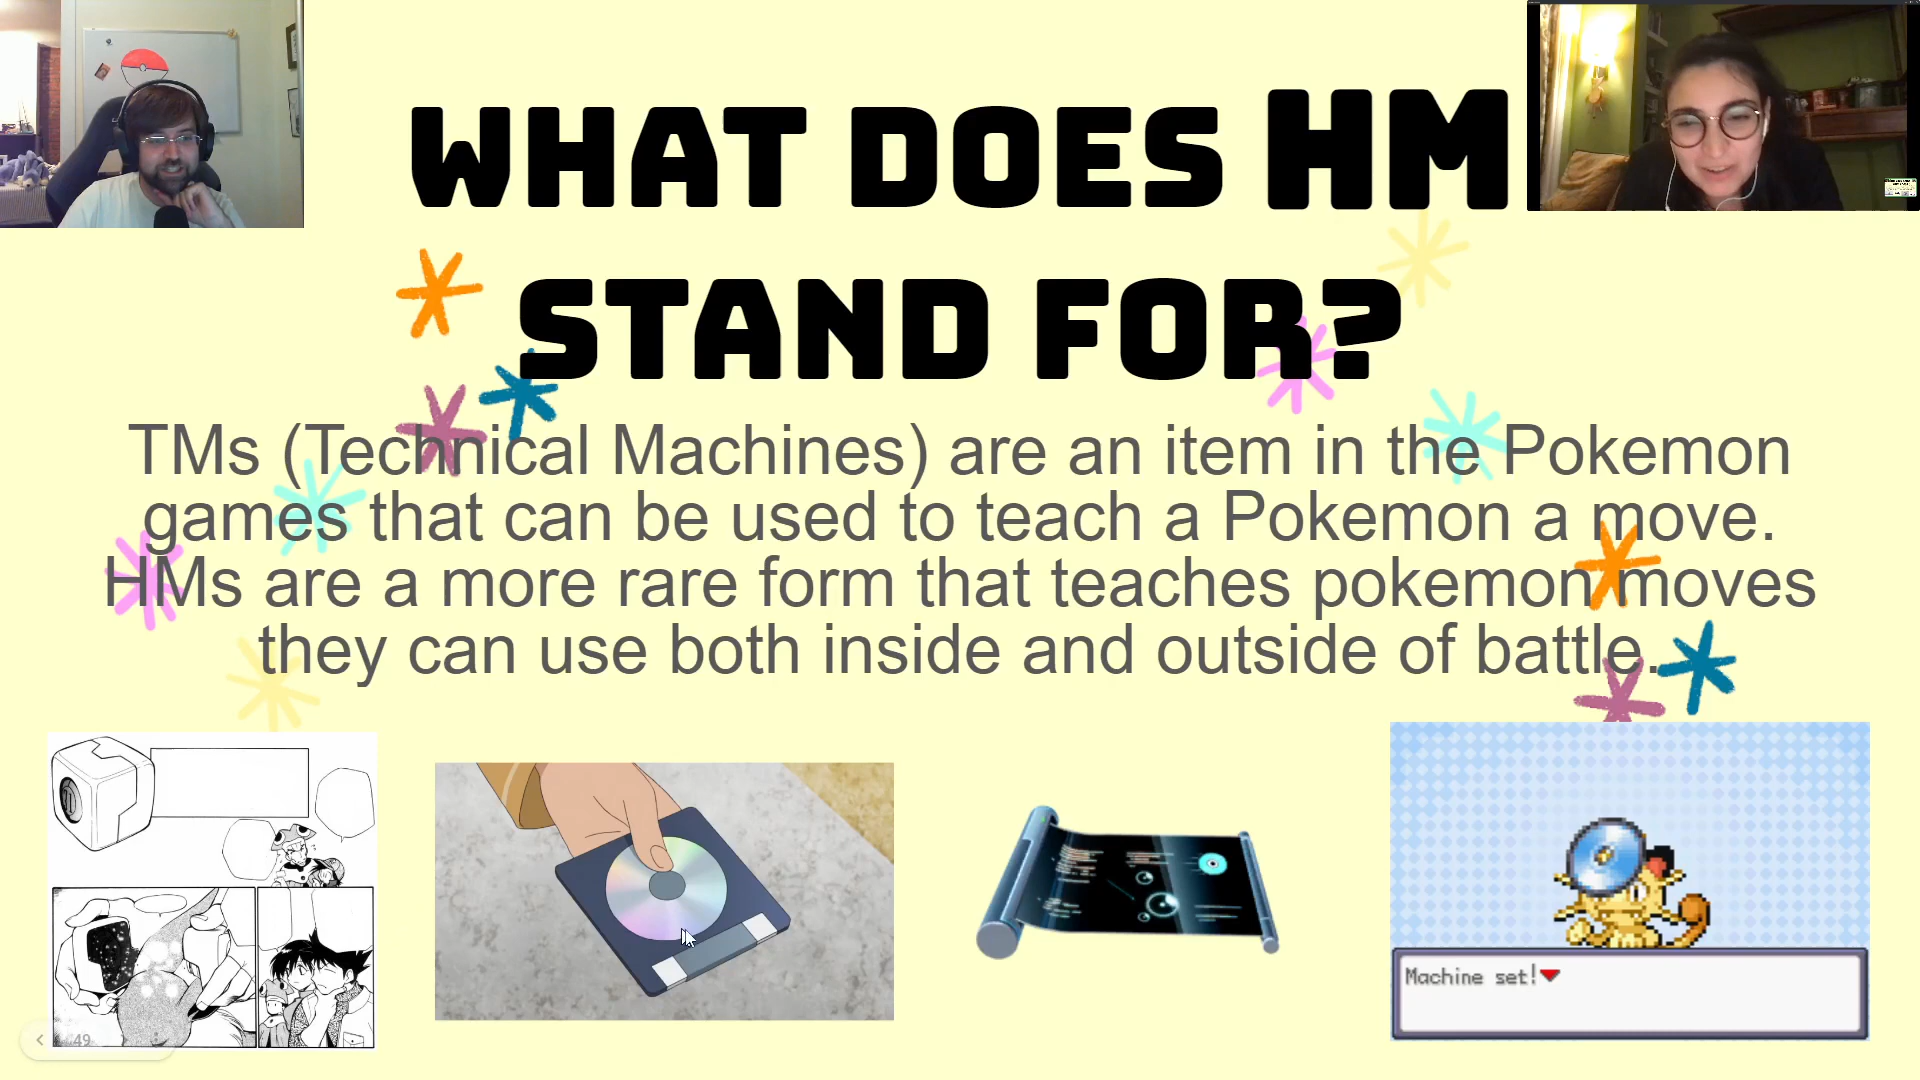 WHAT DOES HM
STAND FOR?
TMs (Technical Machines) are an item in the Pokemon
games that can be used to teach a Pokemon a move.
HMs are a more rare form that teaches pokemon moves
they can use both inside and outside of battle.
Machine set!